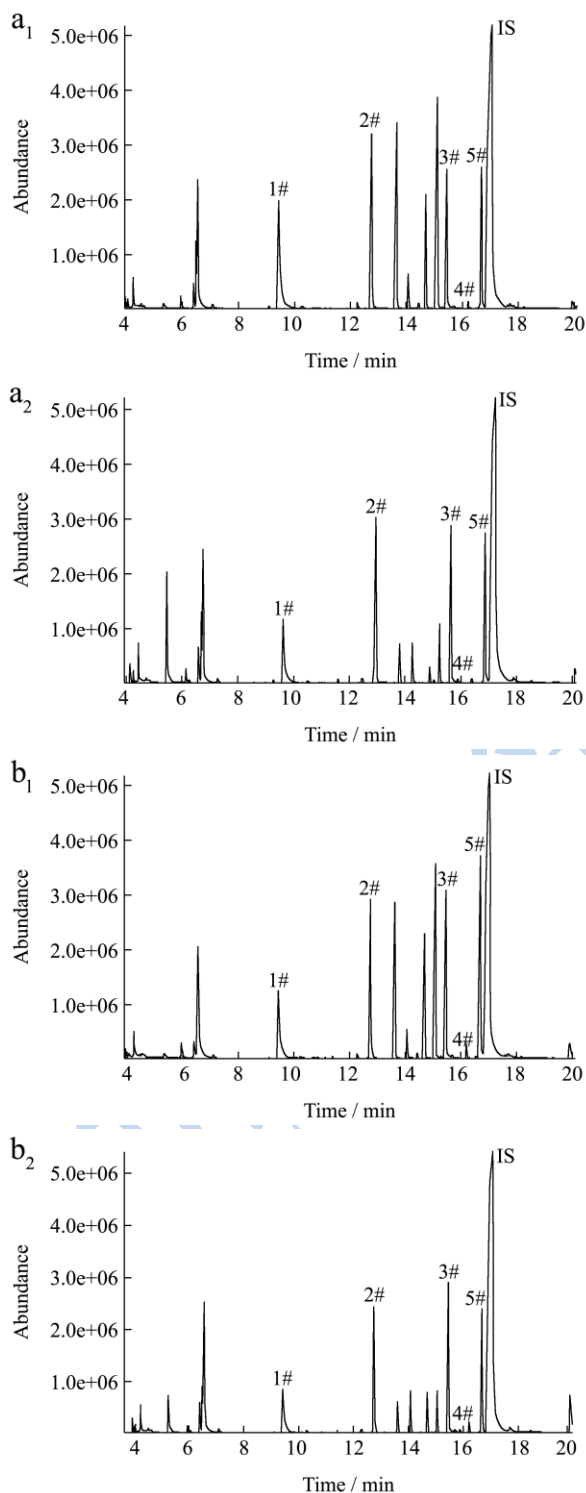 a1
IS
5.0e+06
4.0e+06
2#
3.0e+06
3# 5#
1#
2.0e+06
1.0e+06
4#
4 6 8 10 12 14 16 18 20
Abundance
Time / min
a2
IS
5.0e+06
4.0e+06
2# 3# 5#
3.0e+06
2.0e+06
1#
1.0e+06
4#
4 6 8 10 12 14 16 18 20
Abundance
Time / min
b1
IS
5.0e+06
4.0e+06
5#
2# 3#
3.0e+06
2.0e+06
1#
1.0e+06
4#
4 6 8 10 12 14 16 18 20
Abundance
Time / min
b2
IS
5.0e+06
4.0e+06
3.0e+06
3#
2# 5#
2.0e+06
1#
1.0e+06
4#
4 6 8 10 12 14 16 18 20
Abundance
Time / min